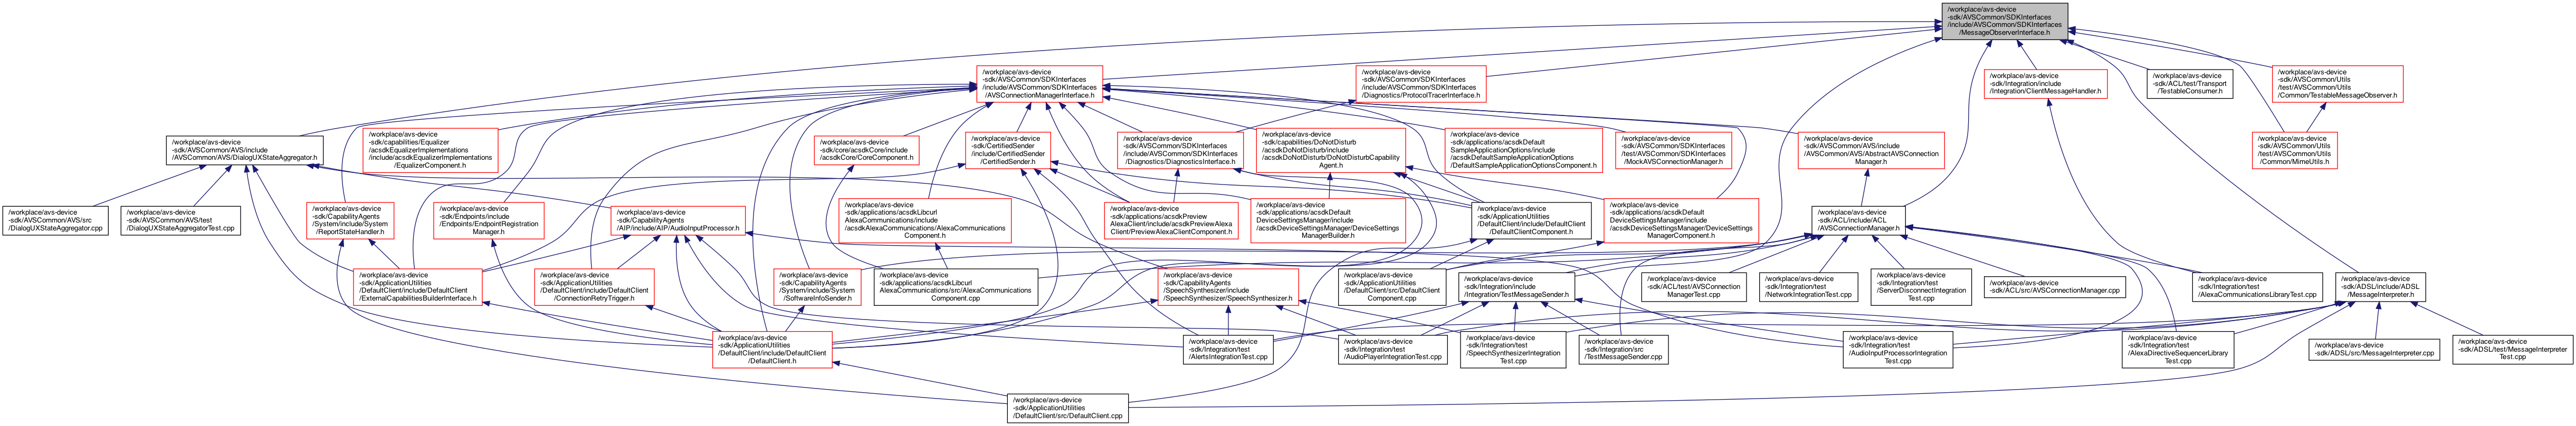 /workplace/avs-device
-sdk/AVSCommon/SDKInterfaces
/include/AVSCommon/SDKInterfaces
/MessageObserverInterface.h
/workplace/avs-device
-sdk/AVSCommon/SDKInterfaces
/include/AVSCommon/SDKInterfaces
/AVSConnectionManagerInterface.h
/workplace/avs-device
-sdk/AVSCommon/SDKInterfaces
/include/AVSCommon/SDKInterfaces
/Diagnostics/ProtocolTracerInterface.h
/workplace/avs-device
-sdk/Integration/include
/Integration/ClientMessageHandler.h
/workplace/avs-device
-sdk/ACL/test/Transport
/TestableConsumer.h
/workplace/avs-device
-sdk/AVSCommon/Utils
/test/AVSCommon/Utils
/Common/TestableMessageObserver.h
/workplace/avs-device
-sdk/AVSCommon/AVS/include
/AVSCommon/AVS/DialogUXStateAggregator.h
/workplace/avs-device
-sdk/capabilities/Equalizer
/acsdkEqualizerImplementations
/include/acsdkEqualizerImplementations
/EqualizerComponent.h
/workplace/avs-device
-sdk/core/acsdkCore/include
/acsdkCore/CoreComponent.h
/workplace/avs-device
-sdk/CertifiedSender
/include/CertifiedSender
/CertifiedSender.h
/workplace/avs-device
-sdk/AVSCommon/SDKInterfaces
/include/AVSCommon/SDKInterfaces
/Diagnostics/DiagnosticsInterface.h
/workplace/avs-device
-sdk/capabilities/DoNotDisturb
/acsdkDoNotDisturb/include
/acsdkDoNotDisturb/DoNotDisturbCapability
Agent.h
/workplace/avs-device
-sdk/applications/acsdkDefault
SampleApplicationOptions/include
/acsdkDefaultSampleApplicationOptions
/DefaultSampleApplicationOptionsComponent.h
/workplace/avs-device
-sdk/AVSCommon/SDKInterfaces
/test/AVSCommon/SDKInterfaces
/MockAVSConnectionManager.h
/workplace/avs-device
-sdk/AVSCommon/AVS/include
/AVSCommon/AVS/AbstractAVSConnection
Manager.h
/workplace/avs-device
-sdk/AVSCommon/Utils
/test/AVSCommon/Utils
/Common/MimeUtils.h
/workplace/avs-device
-sdk/AVSCommon/AVS/src
/DialogUXStateAggregator.cpp
/workplace/avs-device
-sdk/AVSCommon/AVS/test
/DialogUXStateAggregatorTest.cpp
/workplace/avs-device
-sdk/CapabilityAgents
/System/include/System
/ReportStateHandler.h
/workplace/avs-device
-sdk/Endpoints/include
/Endpoints/EndpointRegistration
Manager.h
/workplace/avs-device
-sdk/CapabilityAgents
/AIP/include/AIP/AudioInputProcessor.h
/workplace/avs-device
-sdk/applications/acsdkLibcurl
AlexaCommunications/include
/acsdkAlexaCommunications/AlexaCommunications
Component.h
/workplace/avs-device
-sdk/applications/acsdkPreview
AlexaClient/include/acsdkPreviewAlexa
Client/PreviewAlexaClientComponent.h
/workplace/avs-device
-sdk/applications/acsdkDefault
DeviceSettingsManager/include
/acsdkDeviceSettingsManager/DeviceSettings
ManagerBuilder.h
/workplace/avs-device
-sdk/ApplicationUtilities
/DefaultClient/include/DefaultClient
/DefaultClientComponent.h
/workplace/avs-device
-sdk/applications/acsdkDefault
DeviceSettingsManager/include
/acsdkDeviceSettingsManager/DeviceSettings
ManagerComponent.h
/workplace/avs-device
-sdk/ACL/include/ACL
/AVSConnectionManager.h
/workplace/avs-device
-sdk/ApplicationUtilities
/DefaultClient/include/DefaultClient
/ExternalCapabilitiesBuilderInterface.h
/workplace/avs-device
-sdk/ApplicationUtilities
/DefaultClient/include/DefaultClient
/ConnectionRetryTrigger.h
/workplace/avs-device
-sdk/CapabilityAgents
/System/include/System
/SoftwareInfoSender.h
/workplace/avs-device
-sdk/applications/acsdkLibcurl
AlexaCommunications/src/AlexaCommunications
Component.cpp
/workplace/avs-device
-sdk/CapabilityAgents
/SpeechSynthesizer/include
/SpeechSynthesizer/SpeechSynthesizer.h
/workplace/avs-device
-sdk/ApplicationUtilities
/DefaultClient/src/DefaultClient
Component.cpp
/workplace/avs-device
-sdk/Integration/include
/Integration/TestMessageSender.h
/workplace/avs-device
-sdk/ACL/test/AVSConnection
ManagerTest.cpp
/workplace/avs-device
-sdk/Integration/test
/NetworkIntegrationTest.cpp
/workplace/avs-device
-sdk/Integration/test
/ServerDisconnectIntegration
Test.cpp
/workplace/avs-device
-sdk/ACL/src/AVSConnectionManager.cpp
/workplace/avs-device
-sdk/Integration/test
/AlexaCommunicationsLibraryTest.cpp
/workplace/avs-device
-sdk/ADSL/include/ADSL
/MessageInterpreter.h
/workplace/avs-device
-sdk/ApplicationUtilities
/DefaultClient/include/DefaultClient
/DefaultClient.h
/workplace/avs-device
-sdk/Integration/test
/AlertsIntegrationTest.cpp
/workplace/avs-device
-sdk/Integration/test
/AudioPlayerIntegrationTest.cpp
/workplace/avs-device
-sdk/Integration/test
/SpeechSynthesizerIntegration
Test.cpp
/workplace/avs-device
-sdk/Integration/src
/TestMessageSender.cpp
/workplace/avs-device
-sdk/Integration/test
/AudioInputProcessorIntegration
Test.cpp
/workplace/avs-device
-sdk/Integration/test
/AlexaDirectiveSequencerLibrary
Test.cpp
/workplace/avs-device
-sdk/ADSL/src/MessageInterpreter.cpp
/workplace/avs-device
-sdk/ADSL/test/MessageInterpreter
Test.cpp
/workplace/avs-device
-sdk/ApplicationUtilities
/DefaultClient/src/DefaultClient.cpp